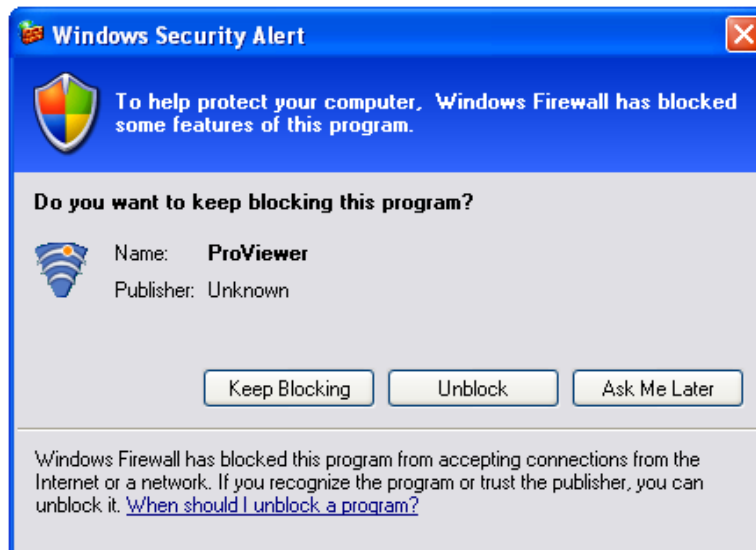 Windows Security Alert
To help protect your computer, Windows Firewall has blocked
some features of this program.
Do you want to keep blocking this program?
Name: ProViewer
Publisher: Unknown
Keep Blocking Unblock Ask Me Later
Windows Firewall has blocked this program from accepting connections from the
Internet or a network. If you recognize the program or trust the publisher, you can
unblock it. When should I unblock a program?